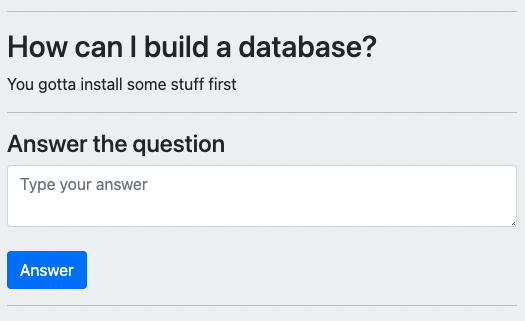 How can I build a database?
You gotta install some stuff first
Answer the question
Type your answer
Answer